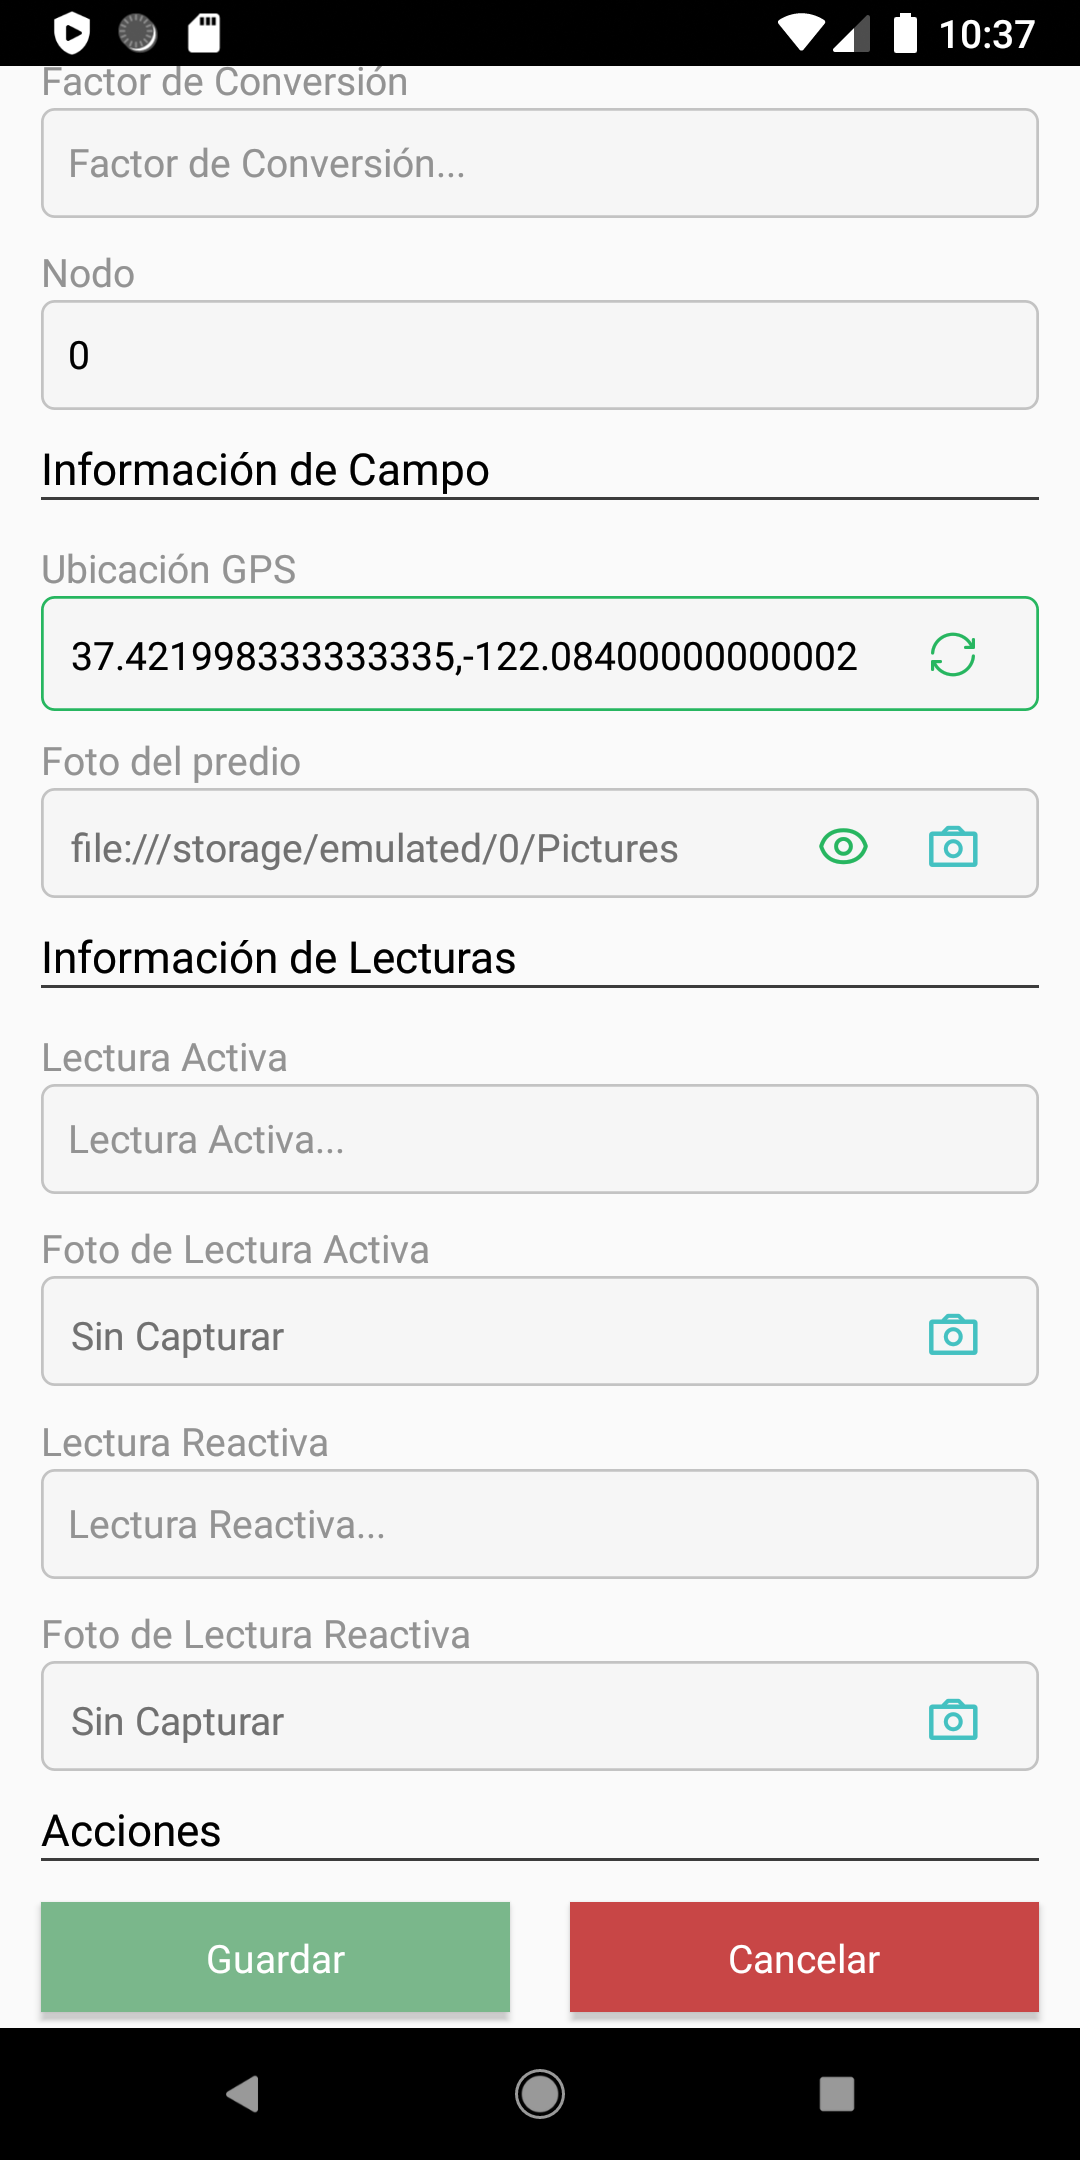 10:37
Factor de Conversión
Factor de Conversión...
Nodo
0
Información de Campo
Ubicación GPS
37.421998333333335,-122.08400000000002
Foto del predio
file:///storage/emulated/0/Pictures
Información de Lecturas
Lectura Activa
Lectura Activa...
Foto de Lectura Activa
Sin Capturar
Lectura Reactiva
Lectura Reactiva...
Foto de Lectura Reactiva
Sin Capturar
Acciones
Guardar
Cancelar